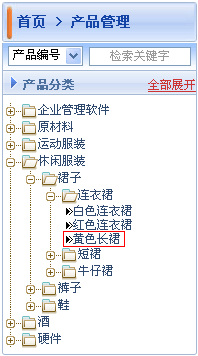 首页 > 产品管理
产品编号 检索关键字
产品分类 全部展开
企业管理软件
原材料
运动服装
休闲服装
裙子
连衣裙
白色连衣裙
红色连衣裙
黄色长裙
短裙
牛仔裙
裤子
鞋
酒
硬件